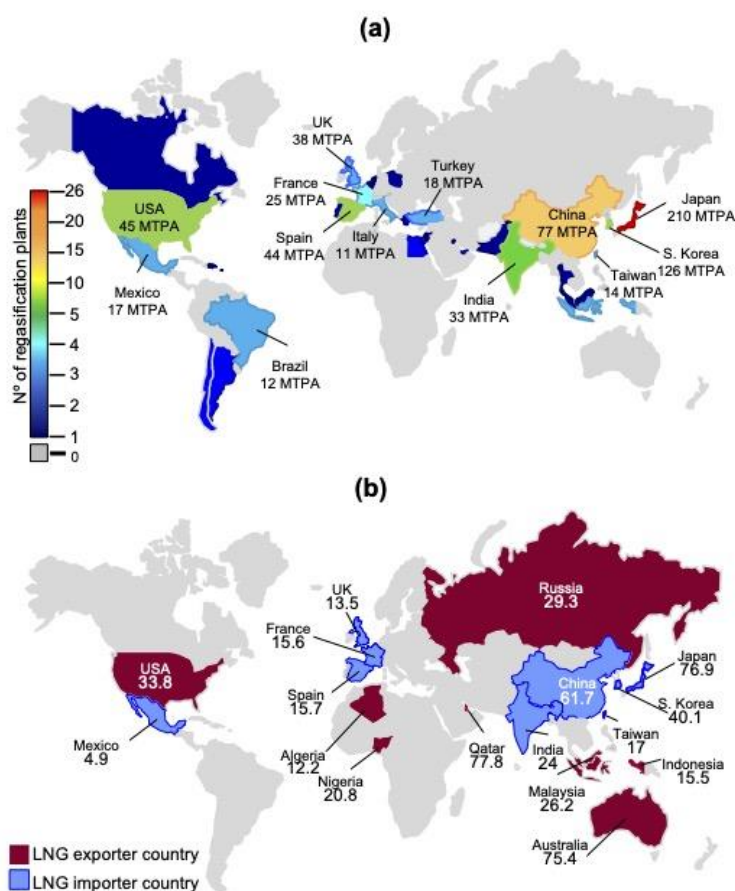 (a)
UK
38 MTPA
France
25 MTPA
Turkey
18 MTPA
Nº of regasification plants
26
20
15
10
5
4
3
2
1
0
USA
45 MTPA
Spain
44 MTPA
Italy
11 MTPA
China
77 MTPA
Japan
210 MTPA
S. Korea
126 MTPA
Taiwan
14 MTPA
India
33 MTPA
Mexico
17 MTPA
Brazil
12 MTPA
(b)
UK
13.5
France
15.6
Russia
29.3
USA
33.8
Spain
15.7
China
61.7
Japan
76.9
S. Korea
40.1
Mexico
4.9
Algeria
12.2
Nigeria
20.8
Qatar
77.8
India
24
Taiwan
17
Indonesia
15.5
Malaysia
26.2
Australia
75.4
LNG exporter country
LNG importer country